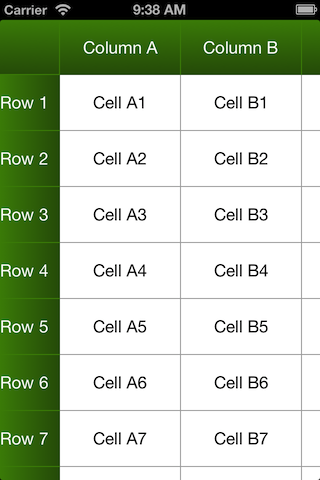 Carrier 9:38 AM
Column A Column B
Row 1 Cell A1 Cell B1
Row 2 Cell A2 Cell B2
Row 3 Cell A3 Cell B3
Row 4 Cell A4 Cell B4
Row 5 Cell A5 Cell B5
Row 6 Cell A6 Cell B6
Row 7 Cell A7 Cell B7